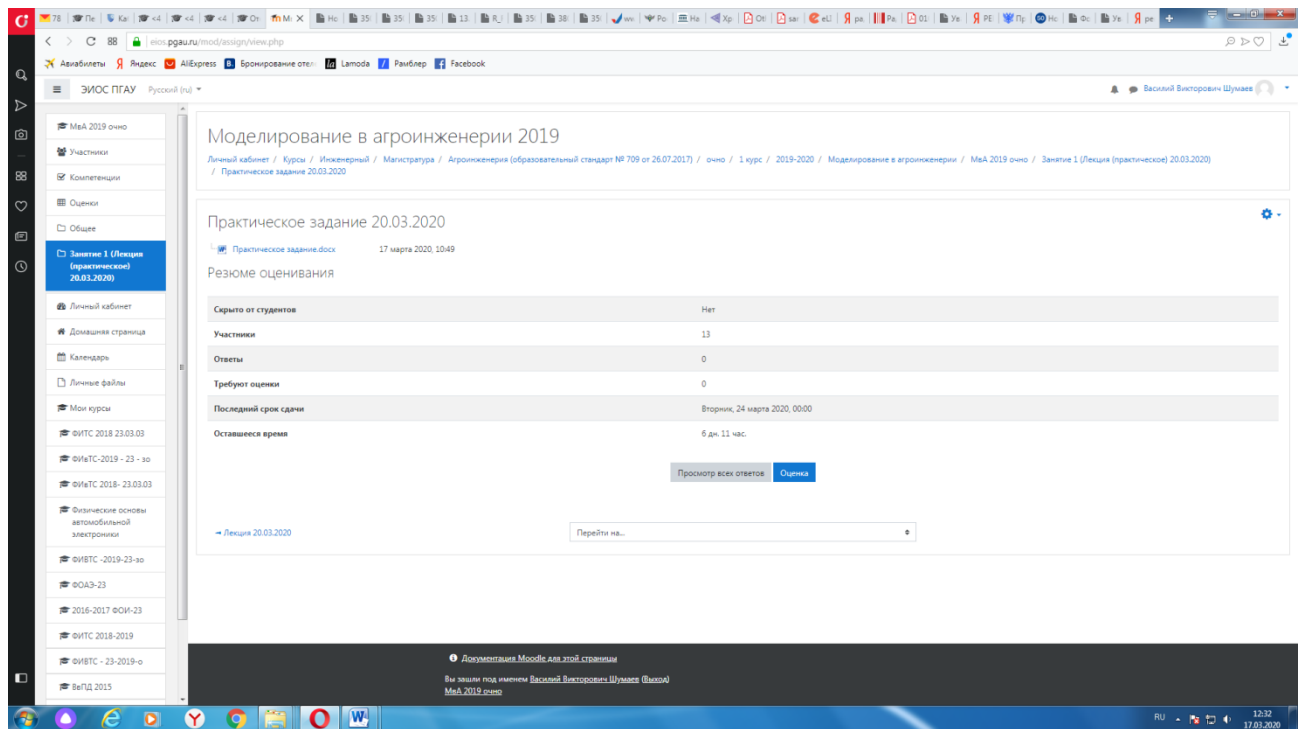 eios.pgau.ru/mod/assign/view.php
Авиабилеты Яндекс AliExpress Бронирование отел Lamoda Рамблер Facebook
ЭИОС ПГАУ Русский (ru)
Василий Викторович Шумаев
МвА 2019 очно
Участники
Компетенции
Оценки
Общее
Занятие 1 (Лекция
(практическое)
20.03.2020)
Личный кабинет
Домашняя страница
Календарь
Личные файлы
Мои курсы
ФИТС 2018 23.03.03
ФИвТС-2019 - 23 - зо
ФИвТС 2018- 23.03.03
Физические основы
автомобильной
электроники
ФИВТС -2019-23-зо
ФОАЭ-23
2016-2017 ФОИ-23
ФИТС 2018-2019
ФИВТС - 23-2019-о
ВвПД 2015
Моделирование в агроинженерии 2019
Личный кабинет / Курсы / Инженерный / Магистратура / Агроинженерия (образовательный стандарт № 709 от 26.07.2017) / очно / 1 курс / 2019-2020 / Моделирование в агроинженерии / МвА 2019 очно / Занятие 1 (Лекция (практическое) 20.03.2020)
/ Практическое задание 20.03.2020
Практическое задание 20.03.2020
Практическое задание.docx 17 марта 2020, 10:49
Резюме оценивания
Скрыто от студентов Нет
Участники 13
Ответы 0
Требуют оценки 0
Последний срок сдачи Вторник, 24 марта 2020, 00:00
Оставшееся время 6 дн. 11 час.
Просмотр всех ответов Оценка
→ Лекция 20.03.2020 Перейти на...
Документация Moodle для этой страницы
Вы зашли под именем Василий Викторович Шумаев (Выход)
МвА 2019 очно
RU 12:32
17.03.2020